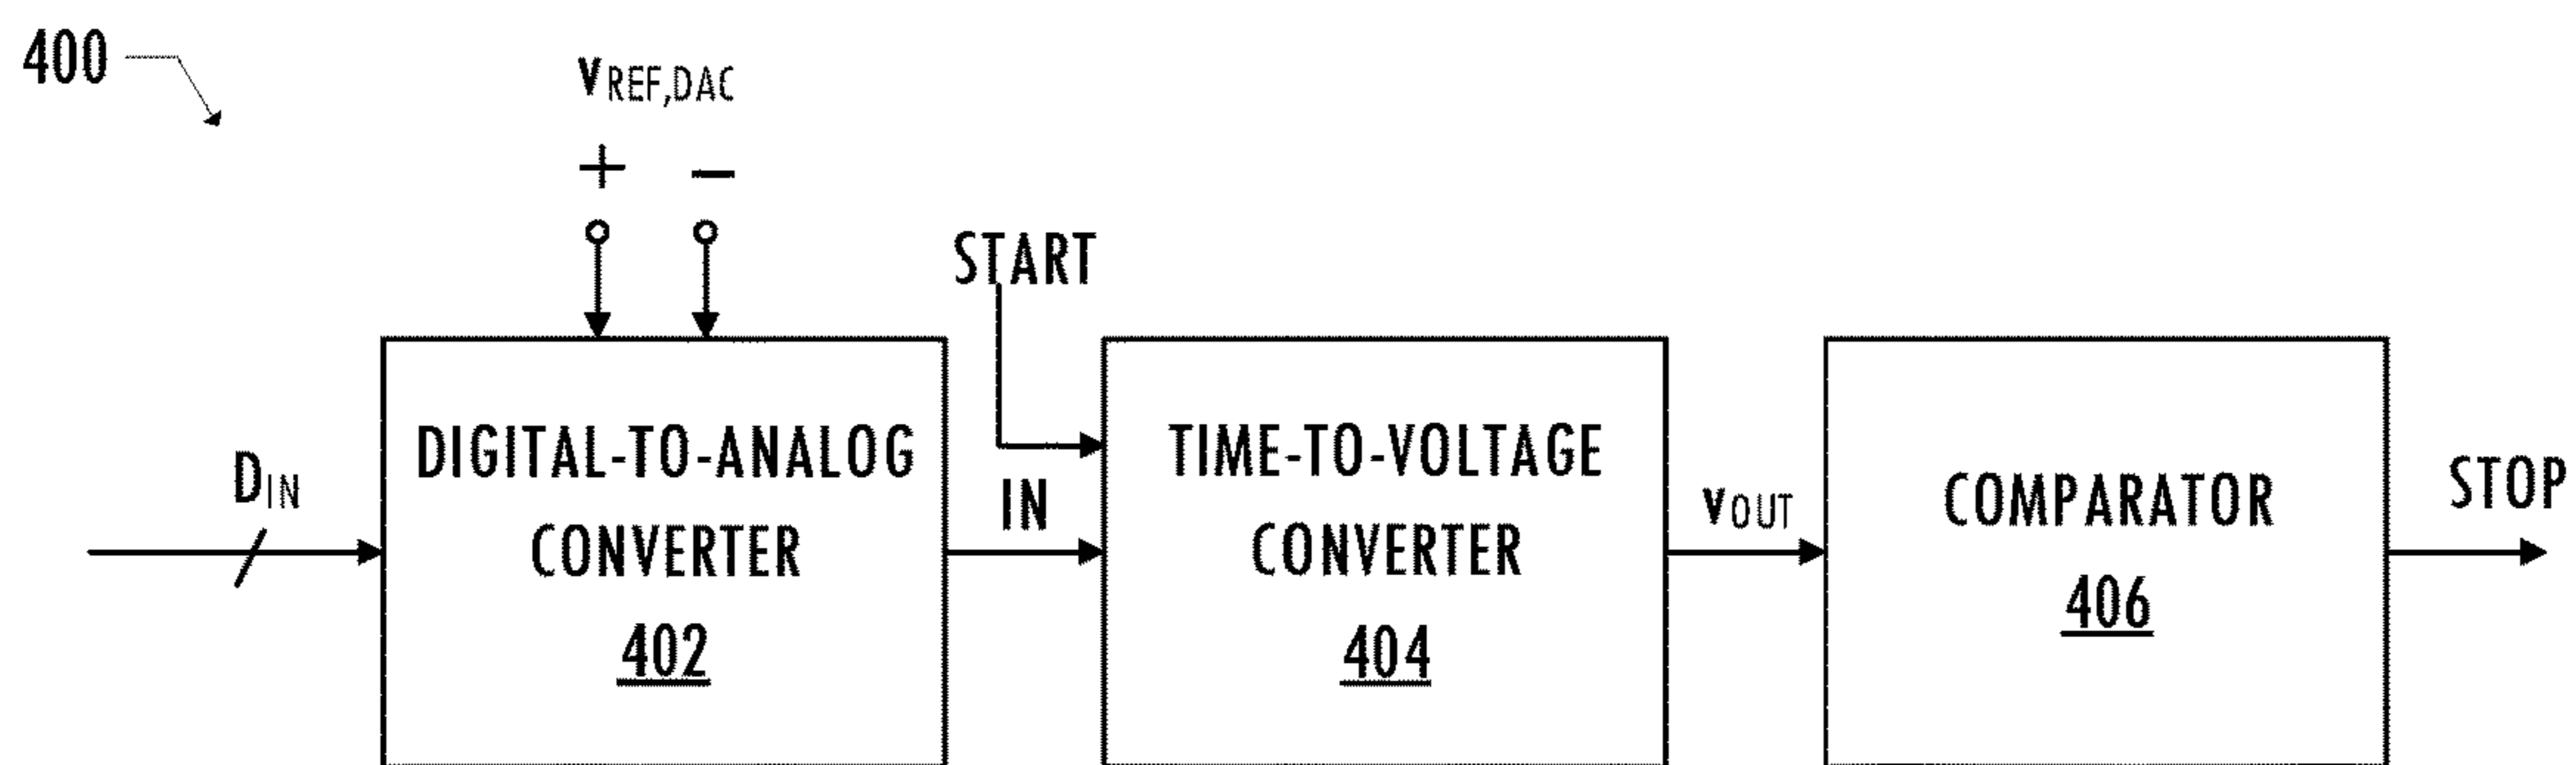 400
VREF,DAC
+ −
START
DIN
DIGITAL-TO-ANALOG
CONVERTER
402
IN
TIME-TO-VOLTAGE
CONVERTER
404
VOUT
COMPARATOR
406
STOP